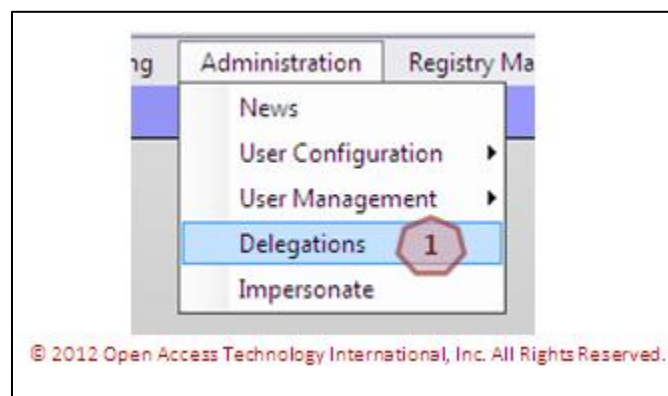 ng Administration Registry Ma
News
User Configuration
User Management
Delegations 1
Impersonate
© 2012 Open Access Technology International, Inc. All Rights Reserved.